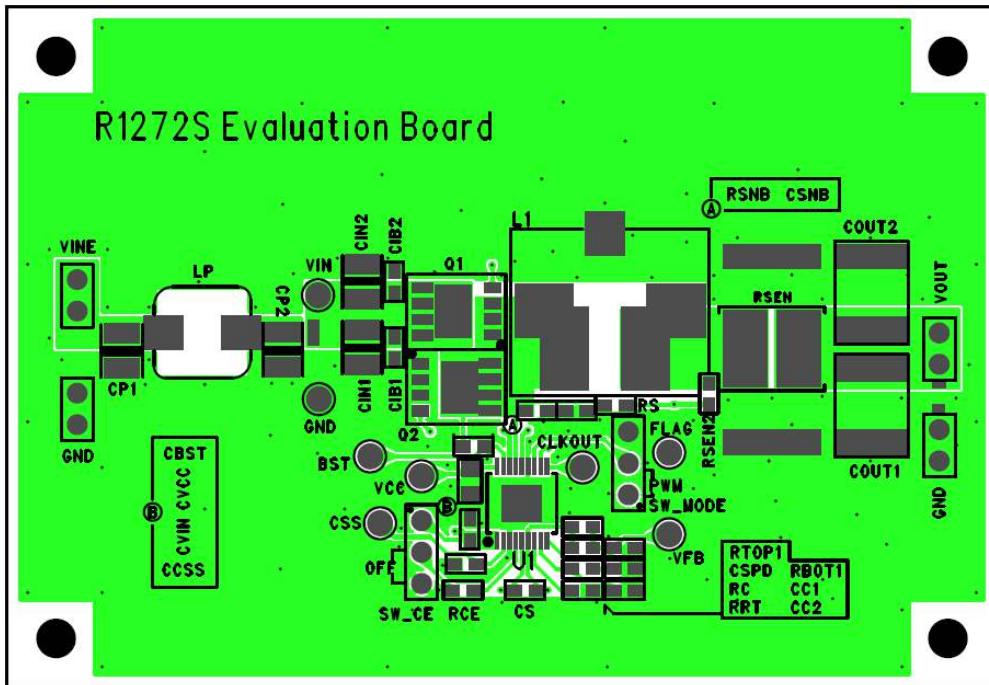 R1272S Evaluation Board
RSNB CSNB
A
L1
COUT2
CIN2
CIB2
VINE
LP
VIN
Q1
CP2
VOUT
RSEN
CP1
CIN1
CIB1
GND
Q2
A
RS
RSEN2
FLAG
CLKOUT
COUT1
GND
GND
BST
VCC
PWM
SW_MODE
CBST
CVIN CVCC
CCSS
B
B
CSS
OFF
SW_CE
RCE
U1
CS
VFB
RTOP1
CSPD RBOT1
RC CC1
RRT CC2